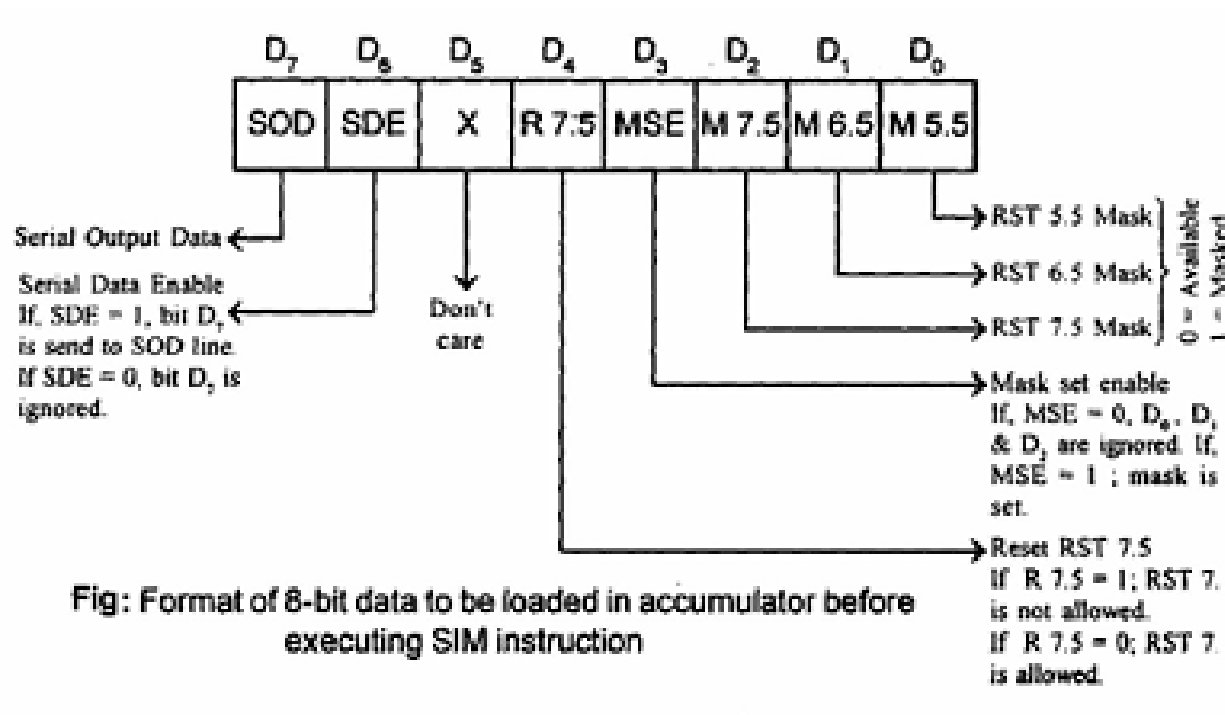 D7 D6 D5 D4 D3 D2 D1 D0
SOD SDE X R 7.5 MSE M 7.5 M 6.5 M 5.5
Serial Output Data
Serial Data Enable
If, SDE = 1, bit D7
is send to SOD line.
If SDE = 0, bit D7 is
ignored.
Don't
care
RST 5.5 Mask
RST 6.5 Mask
RST 7.5 Mask
0 = Available
1 = Masked
Mask set enable
If, MSE = 0, D0, D1
& D2 are ignored. If,
MSE = 1 ; mask is
set.
Reset RST 7.5
If R 7.5 = 1; RST 7.
is not allowed.
If R 7.5 = 0; RST 7.
is allowed.
Fig: Format of 8-bit data to be loaded in accumulator before
executing SIM instruction